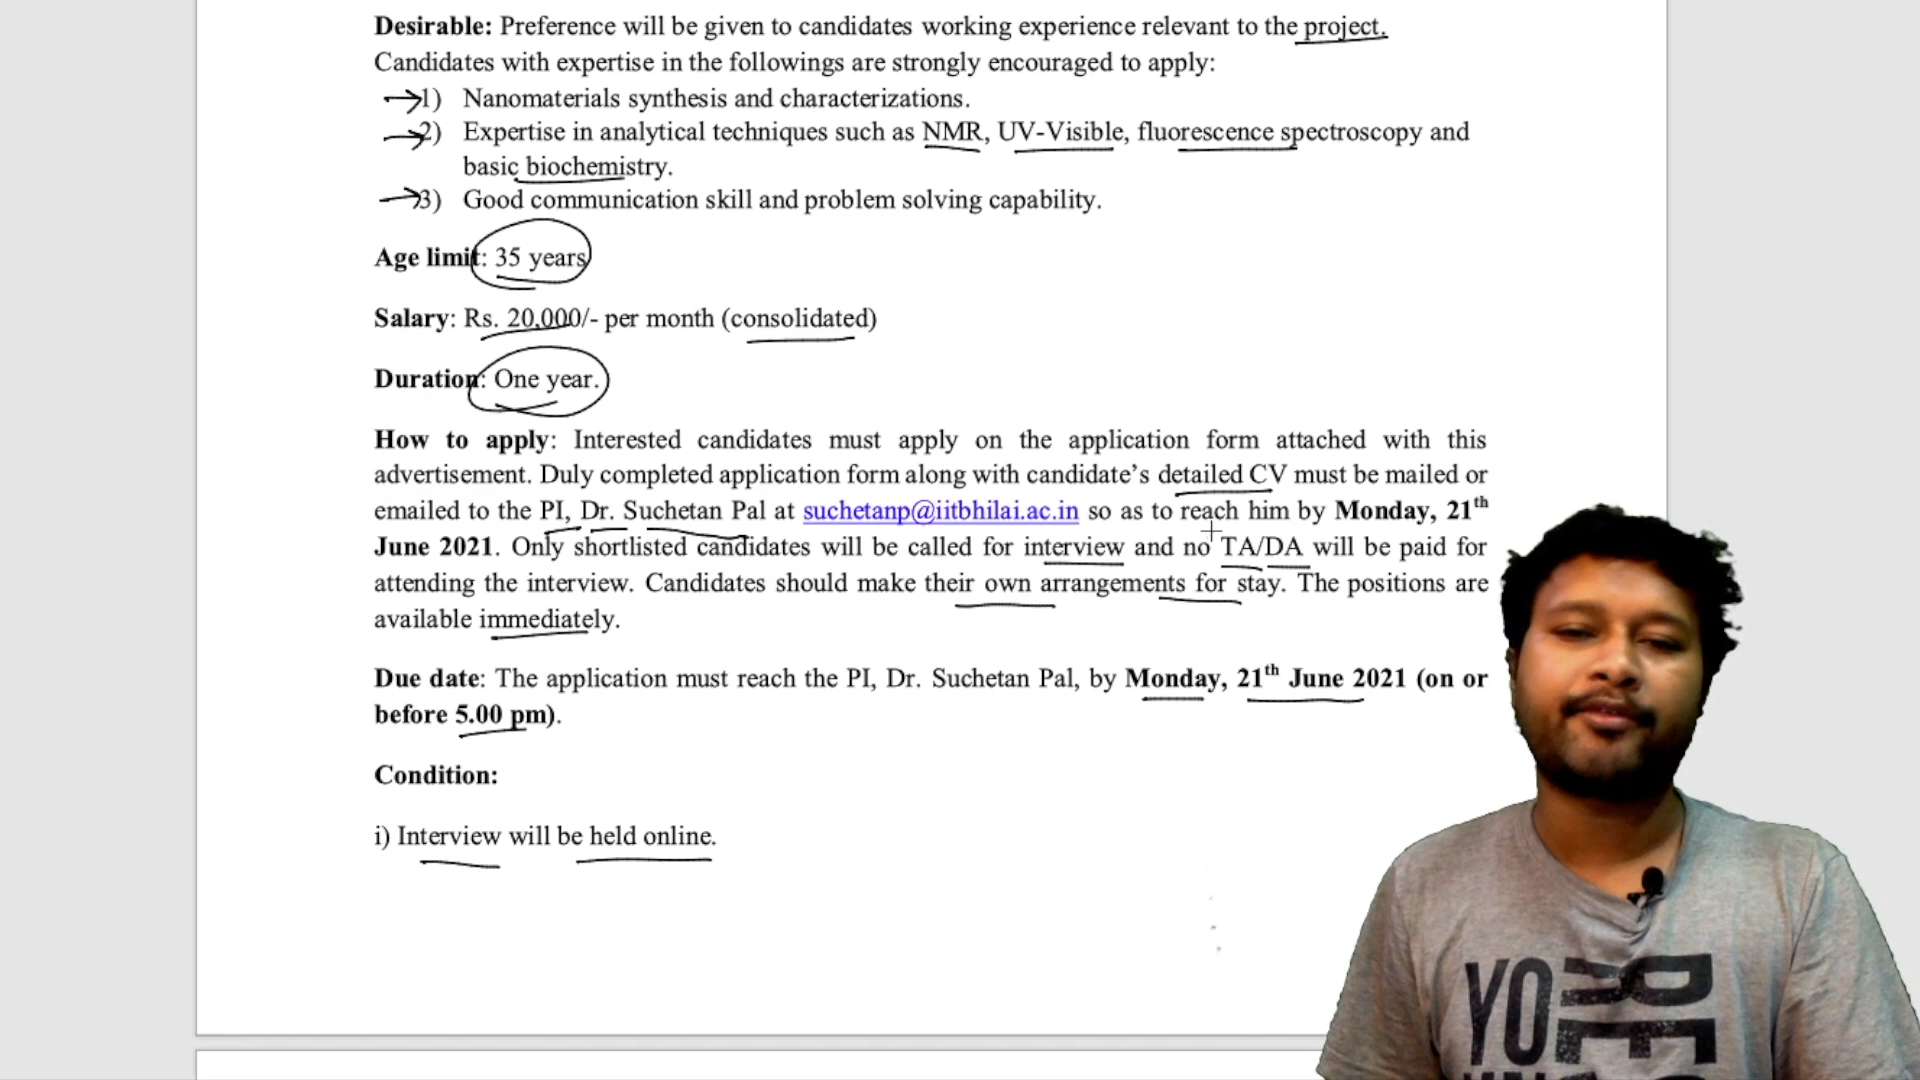 Desirable: Preference will be given to candidates working experience relevant to the project.
Candidates with expertise in the followings are strongly encouraged to apply:
1) Nanomaterials synthesis and characterizations.
2) Expertise in analytical techniques such as NMR, UV-Visible, fluorescence spectroscopy and
basic biochemistry.
3) Good communication skill and problem solving capability.
Age limit: 35 years
Salary: Rs. 20,000/- per month (consolidated)
Duration: One year.
How to apply: Interested candidates must apply on the application form attached with this
advertisement. Duly completed application form along with candidate's detailed CV must be mailed or
emailed to the PI, Dr. Suchetan Pal at suchetanp@iitbhilai.ac.in so as to reach him by Monday, 21th
June 2021. Only shortlisted candidates will be called for interview and no TA/DA will be paid for
attending the interview. Candidates should make their own arrangements for stay. The positions are
available immediately.
Due date: The application must reach the PI, Dr. Suchetan Pal, by Monday, 21th June 2021 (on or
before 5.00 pm).
Condition:
i) Interview will be held online.
YO